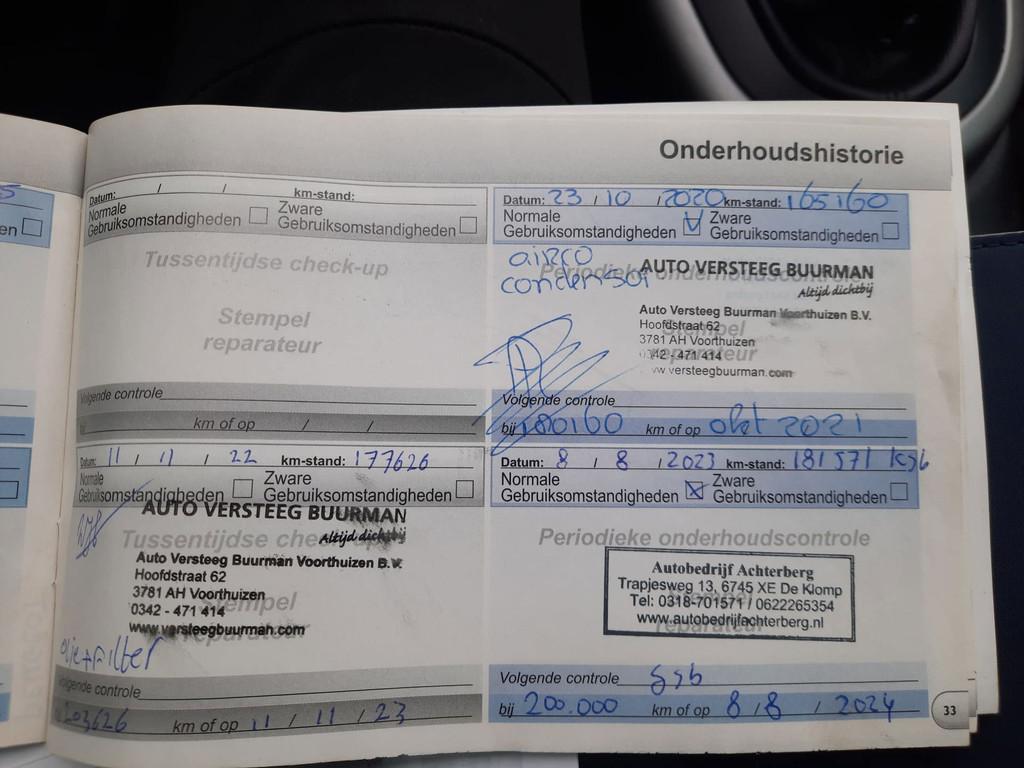 Onderhoudshistorie
Datum: / / km-stand:
Normale Gebruiksomstandigheden Zware Gebruiksomstandigheden
Tussentijdse check-up
Stempel
reparateur
Volgende controle
bij km of op / /
Datum: 23 / 10 / 2020 km-stand: 165160
Normale Gebruiksomstandigheden Zware Gebruiksomstandigheden
airco
condensor
Periodieke onderhoudscontrole
AUTO VERSTEEG BUURMAN
Altijd dichtbij
Auto Versteeg Buurman Voorthuizen B.V.
Hoofdstraat 62
Stempel
3781 AH Voorthuizen
0342 - 471 414
reparateur
www.versteegbuurman.com
Volgende controle
bij 180160 km of op okt 2021
Datum: 11 / 11 / 22 km-stand: 177626
Normale Gebruiksomstandigheden Zware Gebruiksomstandigheden
AUTO VERSTEEG BUURMAN
Altijd dichtbij
Tussentijdse check-up
Auto Versteeg Buurman Voorthuizen B.V.
Hoofdstraat 62
3781 AH Voorthuizen
Stempel
0342 - 471 414
www.versteegbuurman.com
reparateur
olie+filter
Volgende controle
203626 km of op 11 / 11 / 23
Datum: 8 / 8 / 2023 km-stand: 181571
Normale Gebruiksomstandigheden Zware Gebruiksomstandigheden
Periodieke onderhoudscontrole
Autobedrijf Achterberg
Trapjesweg 13, 6745 XE De Klomp
Tel: 0318-701571 / 0622265354
www.autobedrijfachterberg.nl
reparateur
Volgende controle
bij 200.000 km of op 8 / 8 / 2024
33